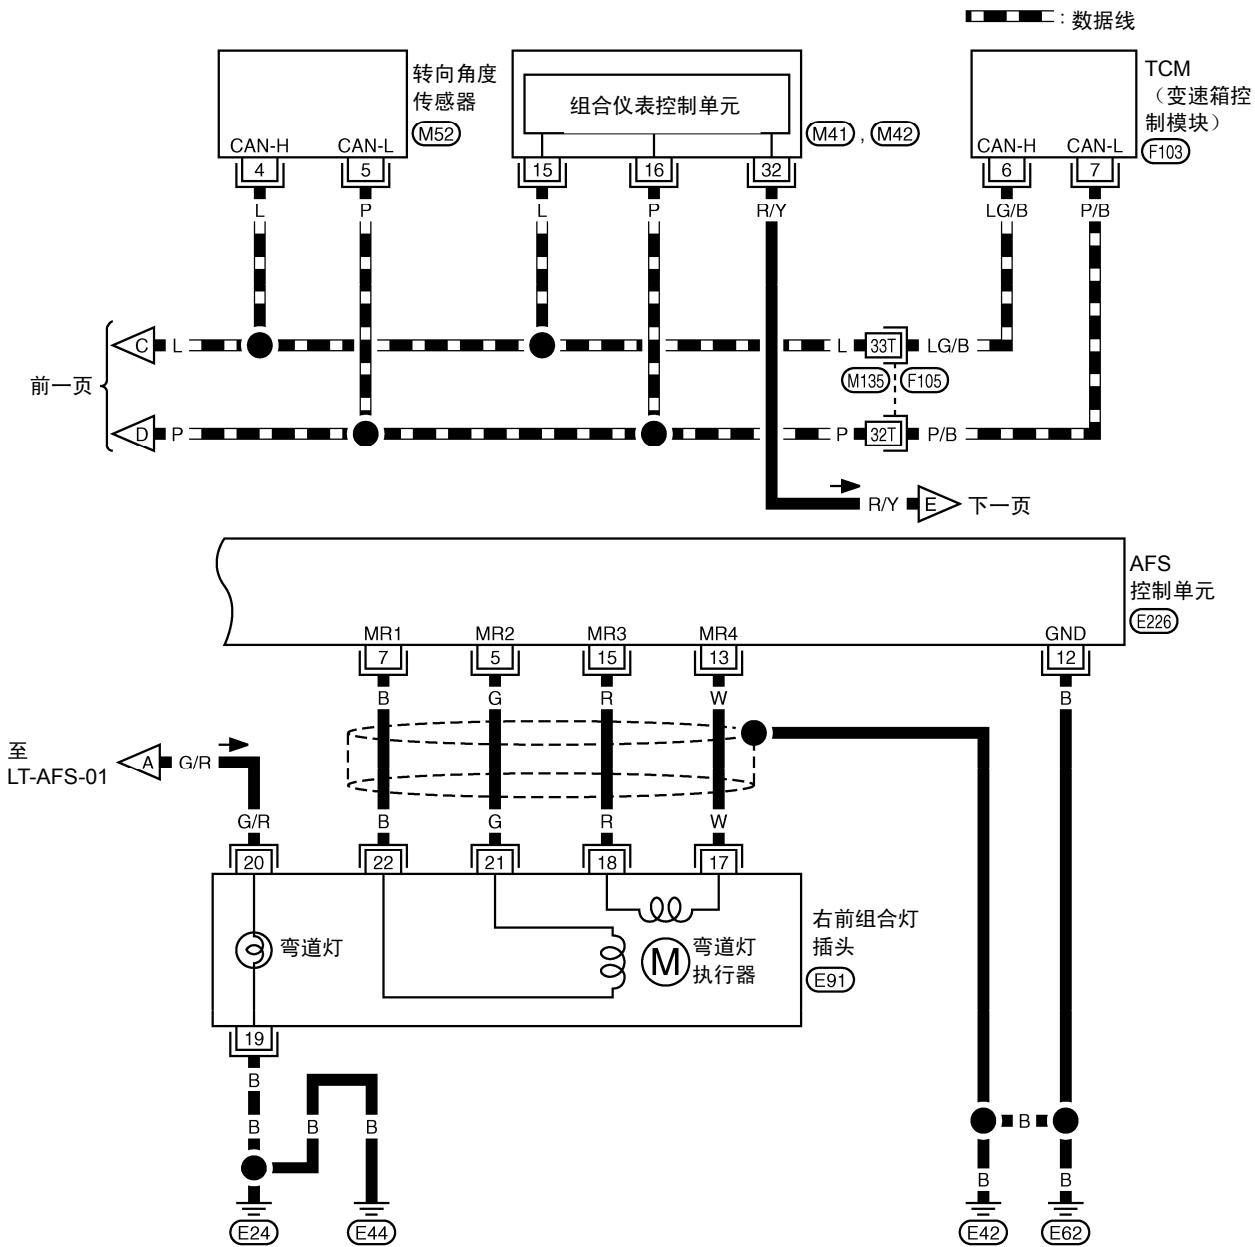 : 数据线
转向角度
传感器
M52
CAN-H CAN-L
4 5
L P
组合仪表控制单元
M41 , M42
15 16 32
L P R/Y
TCM
（变速箱控
制模块）
F103
CAN-H CAN-L
6 7
LG/B P/B
前一页
C L L 33T LG/B
M135 F105
D P P 32T P/B
R/Y E 下一页
AFS
控制单元
E226
MR1 MR2 MR3 MR4 GND
7 5 15 13 12
B G R W B
至
LT-AFS-01
A G/R
G/R B G R W
20 22 21 18 17
弯道灯
M 弯道灯
执行器
右前组合灯
插头
E91
19
B
B B B
B
B B
E24 E44 E42 E62